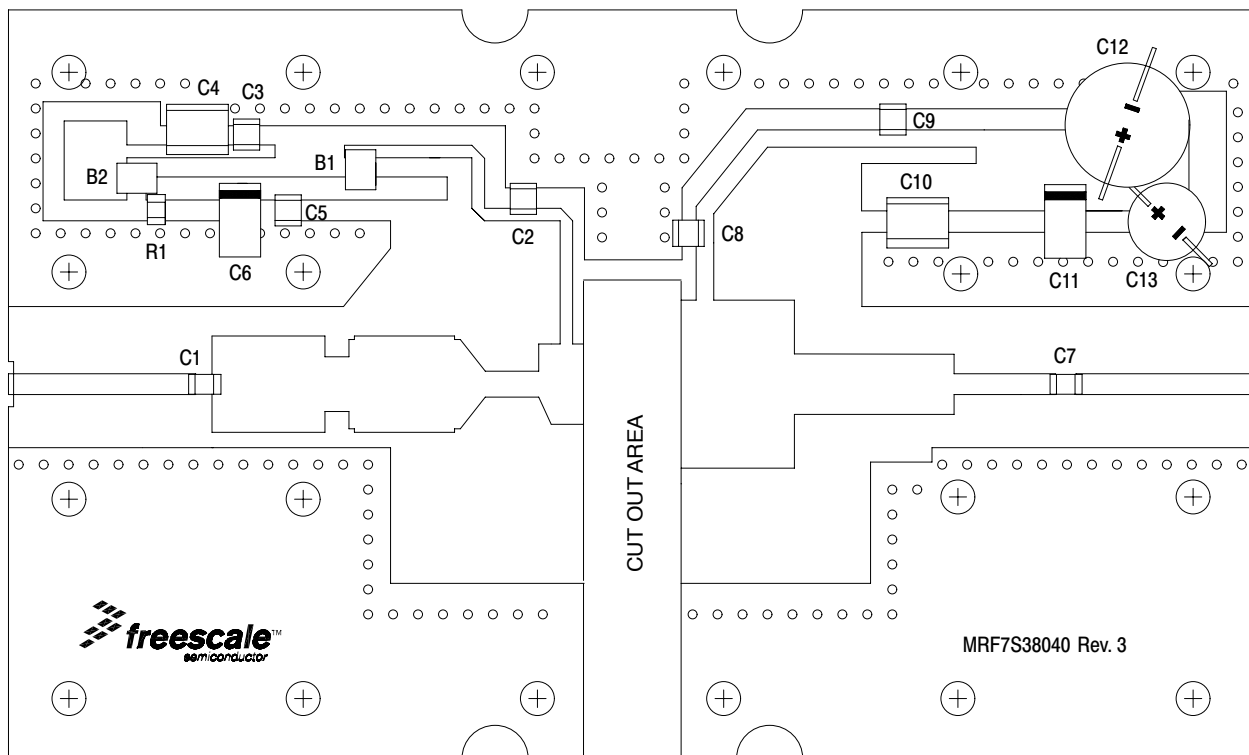 C12
C4
C3
C9
B1
B2
C10
C5
C2
C8
R1
C6
C11
C13
C1
C7
CUT OUT AREA
freescale™
semiconductor
MRF7S38040 Rev. 3